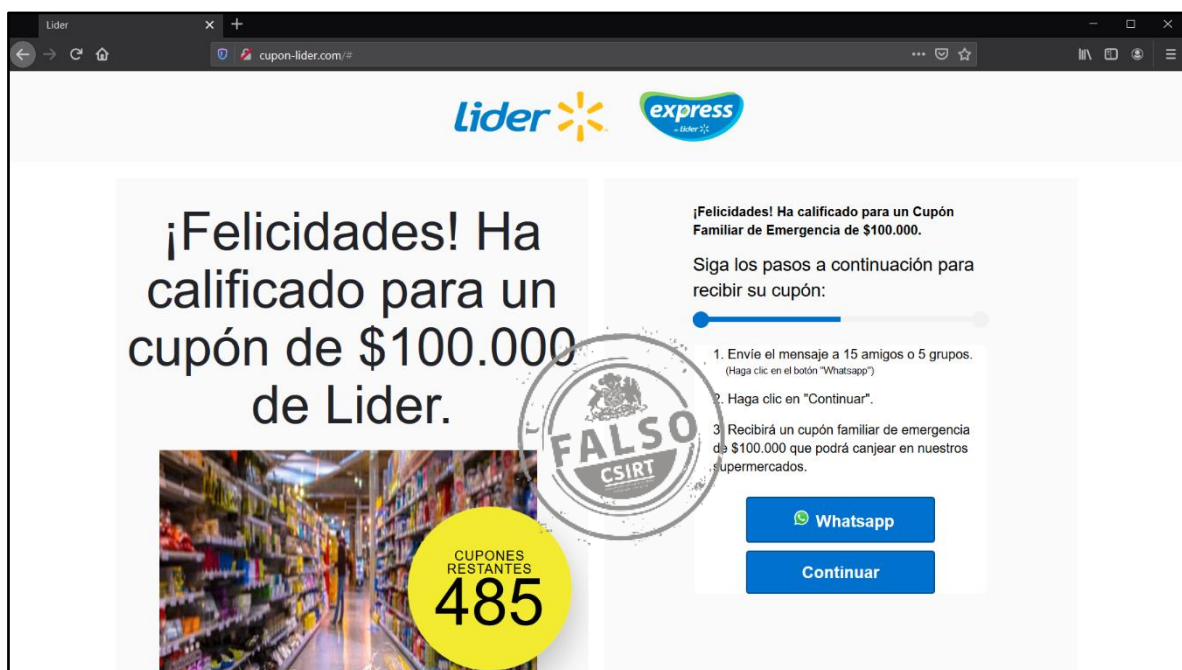 Lider
cupon-lider.com/#
Lider
express
de Lider
¡Felicidades! Ha
calificado para un
cupón de $100.000
de Lider.
CUPONES
RESTANTES
485
¡Felicidades! Ha calificado para un Cupón
Familiar de Emergencia de $100.000.
Siga los pasos a continuación para
recibir su cupón:
1. Envíe el mensaje a 15 amigos o 5 grupos.
(Haga clic en el botón "Whatsapp")
2. Haga clic en "Continuar".
3. Recibirá un cupón familiar de emergencia
de $100.000 que podrá canjear en nuestros
supermercados.
Whatsapp
Continuar
FALSO
CSIRT